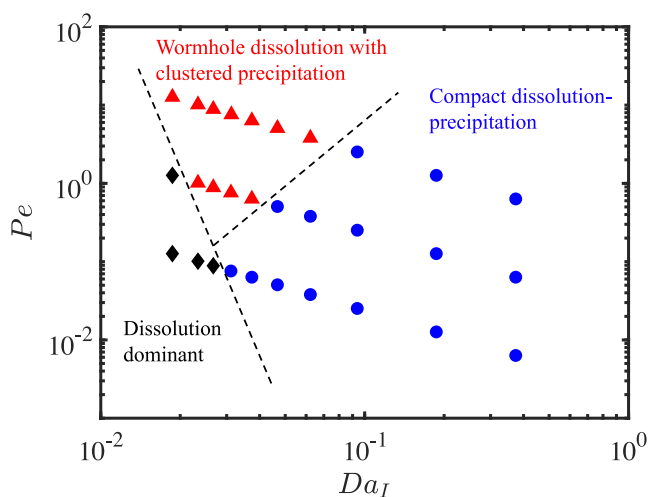 10^2
Wormhole dissolution with
clustered precipitation
Compact dissolution-
precipitation
10^0
Pe
10^-2
Dissolution
dominant
10^-2
10^-1
10^0
Da_I